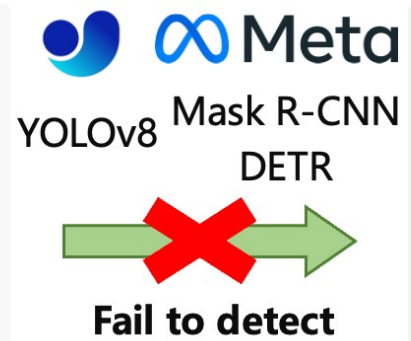 Meta
YOLOv8
Mask R-CNN
DETR
Fail to detect